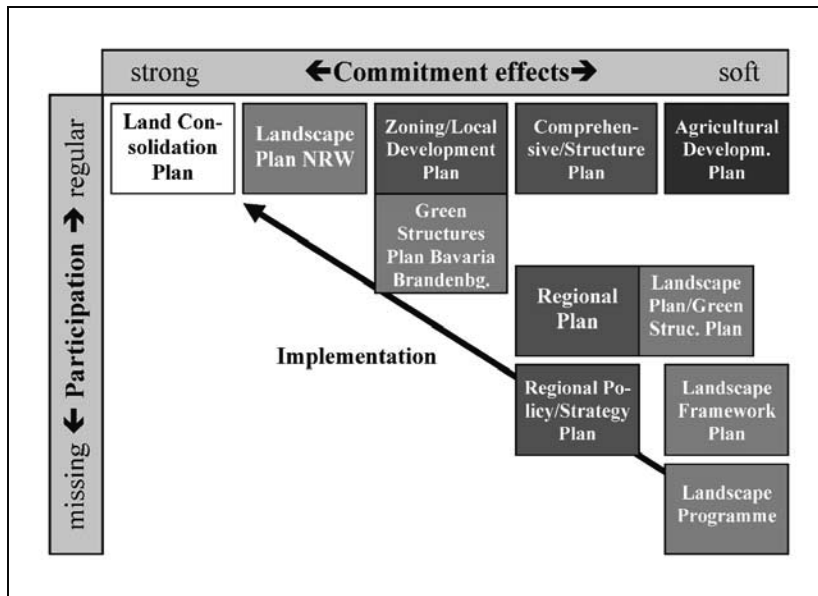 strong ←Commitment effects→ soft
missing ← Participation → regular
Land Con-
solidation
Plan
Landscape
Plan NRW
Zoning/Local
Development
Plan
Comprehen-
sive/Structure
Plan
Agricultural
Developm.
Plan
Green
Structures
Plan Bavaria
Brandenbg.
Regional
Plan
Landscape
Plan/Green
Struc. Plan
Implementation
Regional Po-
licy/Strategy
Plan
Landscape
Framework
Plan
Landscape
Programme